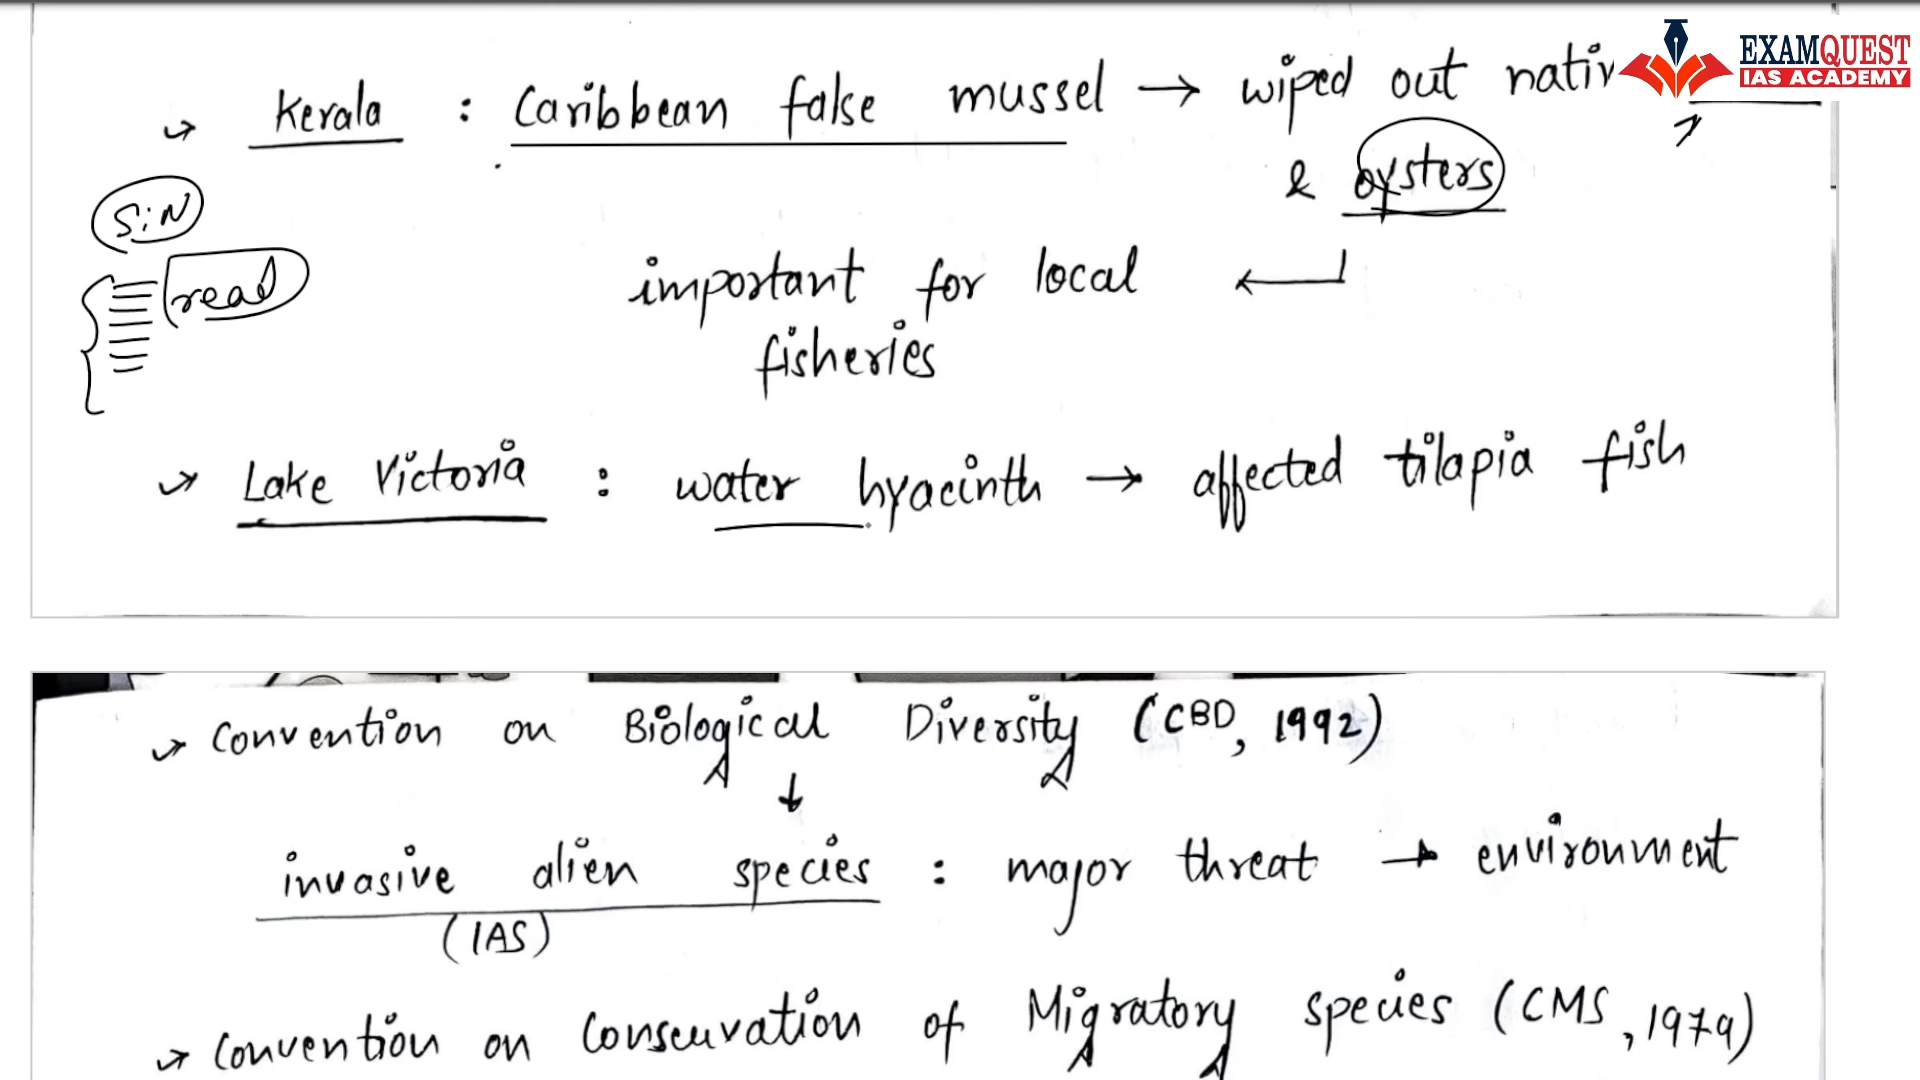 EXAMQUEST
IAS ACADEMY
Kerala : Caribbean false mussel → wiped out nativ
& oysters
S:N
read
important for local
fisheries
Lake Victoria : water hyacinth → affected tilapia fish
Convention on Biological Diversity (CBD, 1992)
↓
invasive alien species : major threat → environment
(IAS)
Convention on Conservation of Migratory species (CMS, 1979)